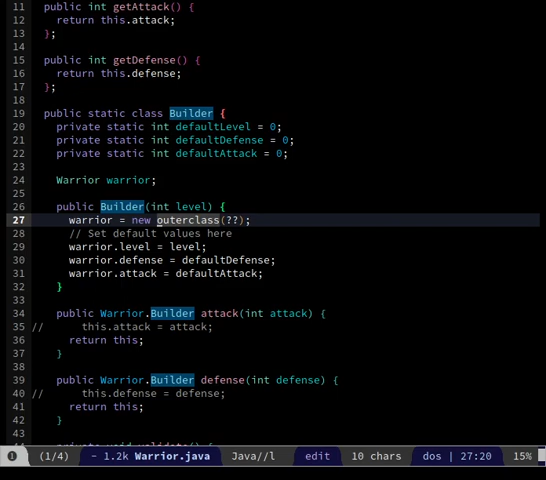 11 public int getAttack() {
12 return this.attack;
13 };
14
15 public int getDefense() {
16 return this.defense;
17 };
18
19 public static class Builder {
20 private static int defaultLevel = 0;
21 private static int defaultDefense = 0;
22 private static int defaultAttack = 0;
23
24 Warrior warrior;
25
26 public Builder(int level) {
27 warrior = new outerclass(??);
28 // Set default values here
29 warrior.level = level;
30 warrior.defense = defaultDefense;
31 warrior.attack = defaultAttack;
32 }
33
34 public Warrior.Builder attack(int attack) {
35 // this.attack = attack;
36 return this;
37 }
38
39 public Warrior.Builder defense(int defense) {
40 // this.defense = defense;
41 return this;
42 }
43
44 private void validate() {
(1/4) - 1.2k Warrior.java Java//l edit 10 chars dos | 27:20 15%